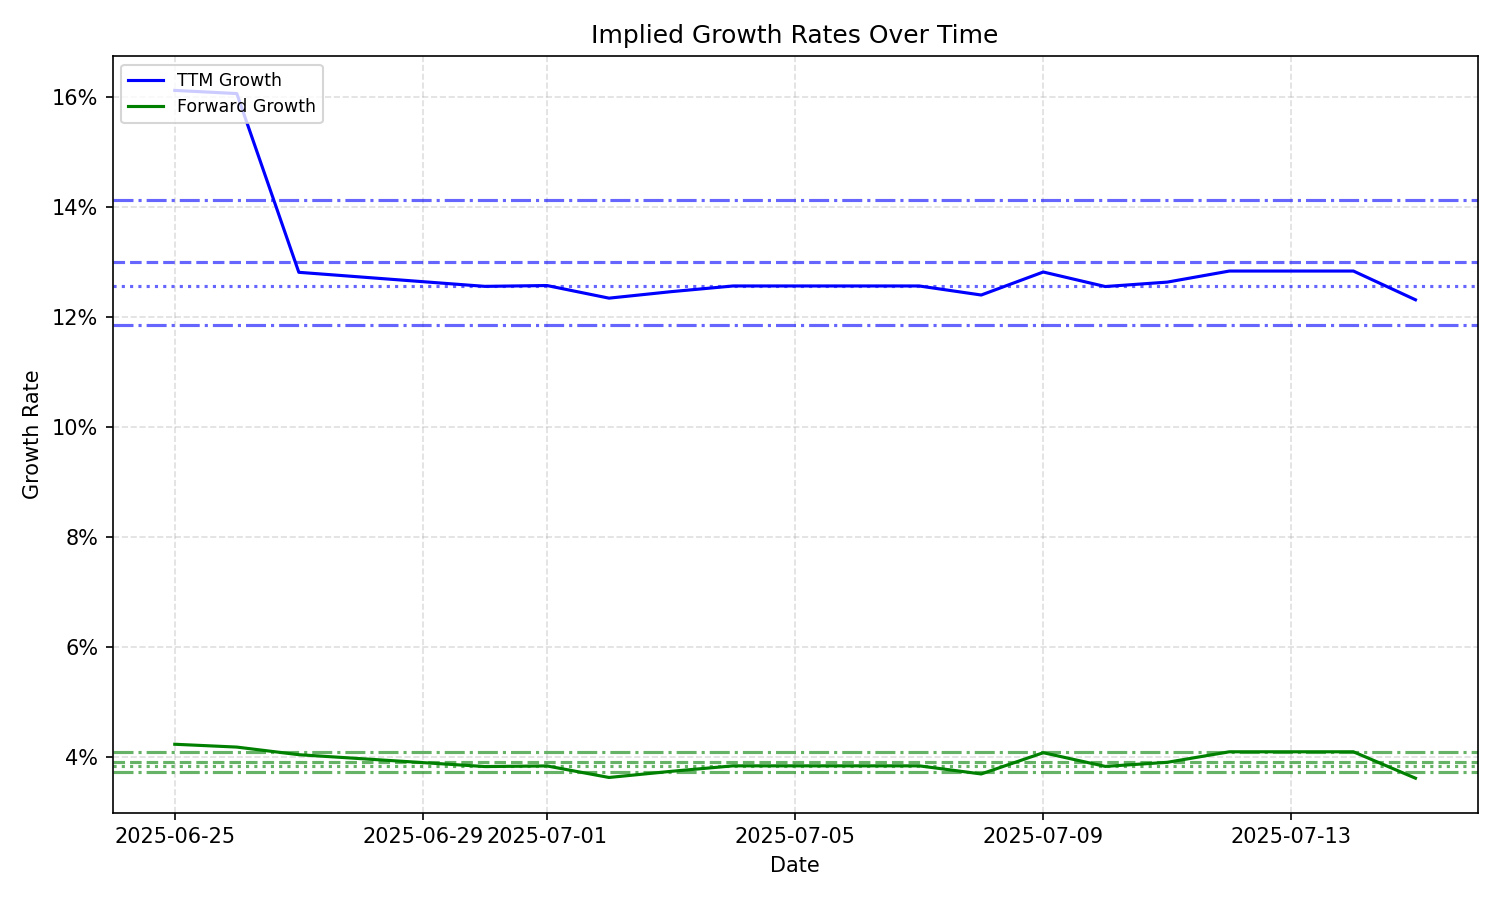 Implied Growth Rates Over Time
TTM Growth
Forward Growth
16%
14%
12%
10%
8%
6%
4%
Growth Rate
2025-06-25
2025-06-29
2025-07-01
2025-07-05
2025-07-09
2025-07-13
Date